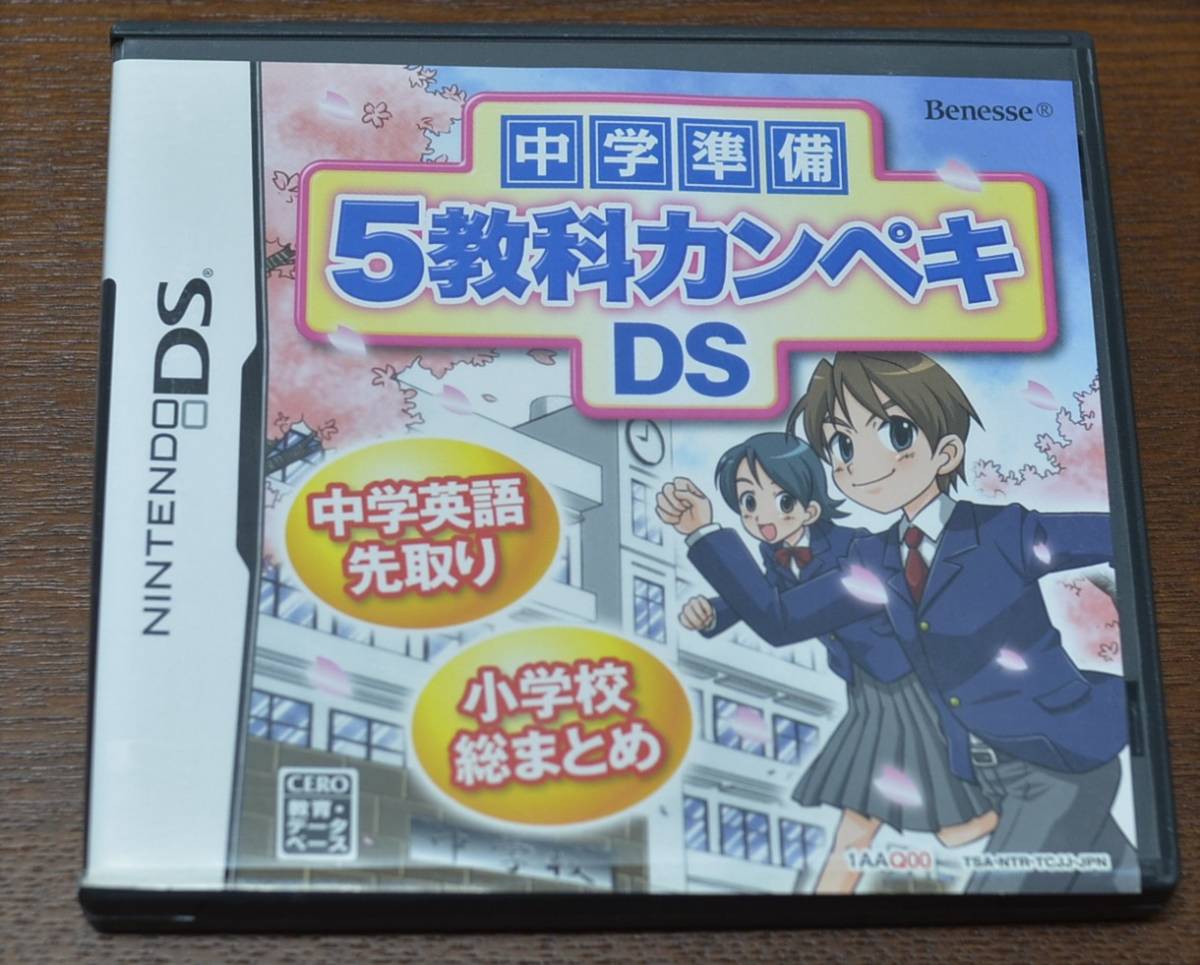 Benesse®
中学準備
5教科カンペキ
DS
NINTENDO DS®
中学英語
先取り
小学校
総まとめ
CERO
教育・
データ
ベース
1AAQ00
TSA-NTR-TCJJ-JPN